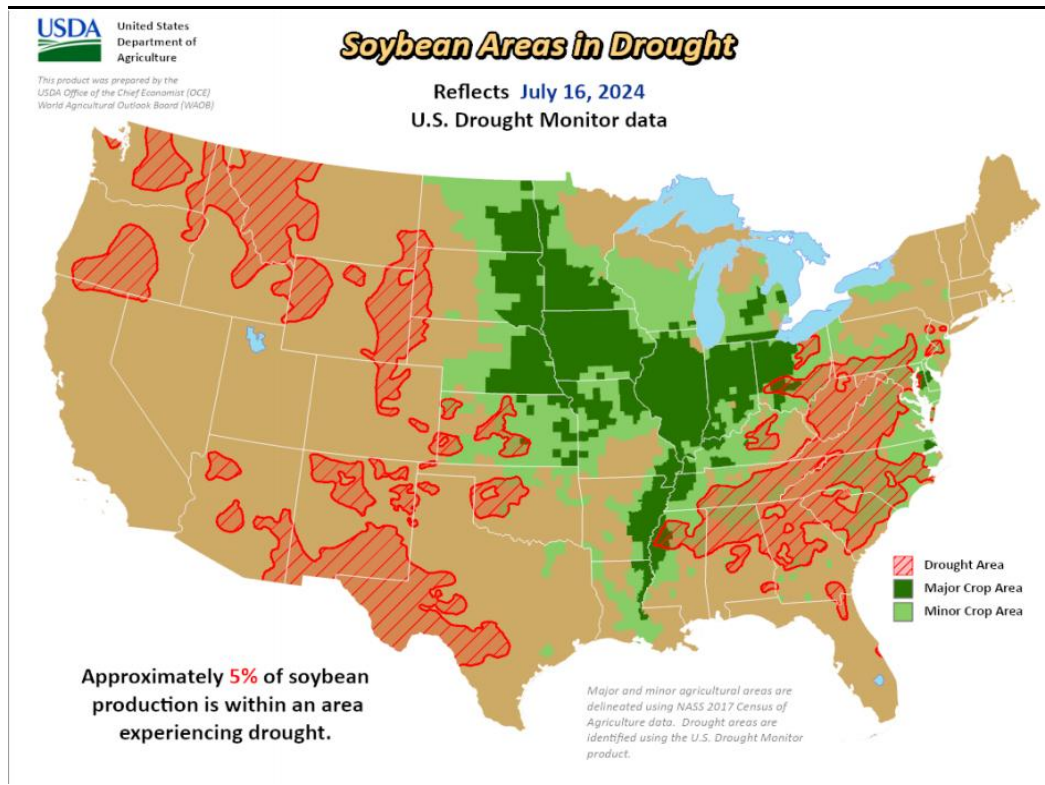 USDA
United States
Department of
Agriculture
This product was prepared by the
USDA Office of the Chief Economist (OCE)
World Agricultural Outlook Board (WAOB)
Soybean Areas in Drought
Reflects July 16, 2024
U.S. Drought Monitor data
Drought Area
Major Crop Area
Minor Crop Area
Approximately 5% of soybean
production is within an area
experiencing drought.
Major and minor agricultural areas are
delineated using NASS 2017 Census of
Agriculture data. Drought areas are
identified using the U.S. Drought Monitor
product.